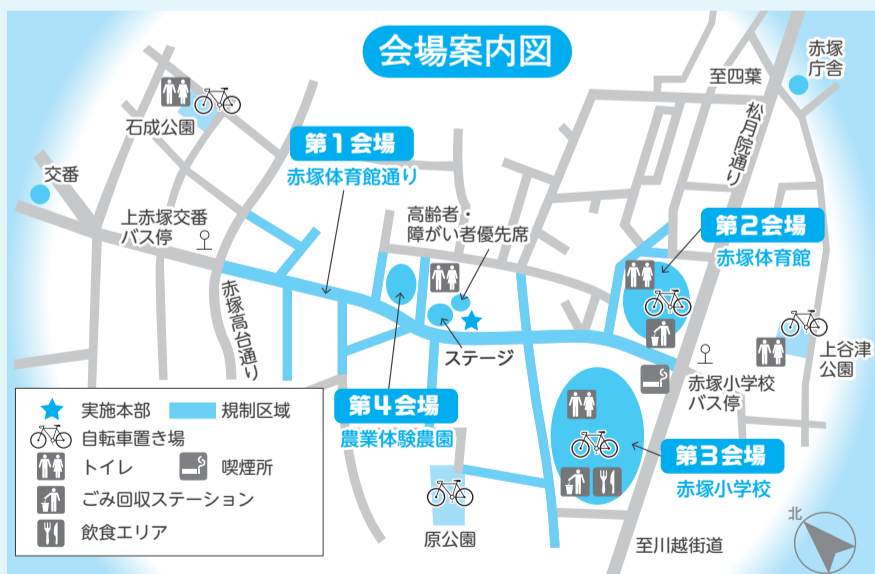 会場案内図
赤塚
庁舎
至四葉
松月院通り
石成公園
第1会場
赤塚体育館通り
交番
上赤塚交番
バス停
高齢者・
障がい者優先席
第2会場
赤塚体育館
赤塚高台通り
ステージ
上谷津
公園
赤塚小学校
バス停
第4会場
農業体験農園
第3会場
赤塚小学校
原公園
至川越街道
北
実施本部
規制区域
自転車置き場
トイレ
喫煙所
ごみ回収ステーション
飲食エリア